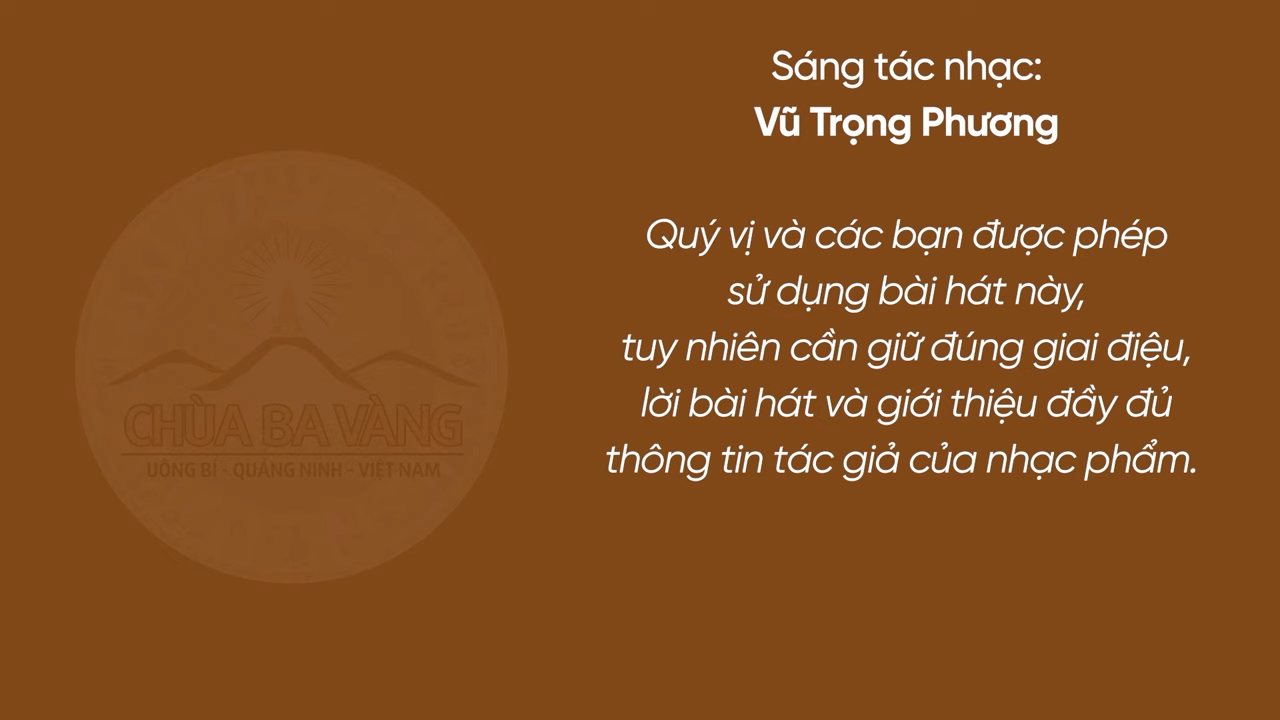 Sáng tác nhạc:
Vũ Trọng Phương
Quý vị và các bạn được phép
sử dụng bài hát này,
tuy nhiên cần giữ đúng giai điệu,
lời bài hát và giới thiệu đầy đủ
thông tin tác giả của nhạc phẩm.
CHÙA BA VÀNG
UÔNG BÍ - QUẢNG NINH - VIỆT NAM